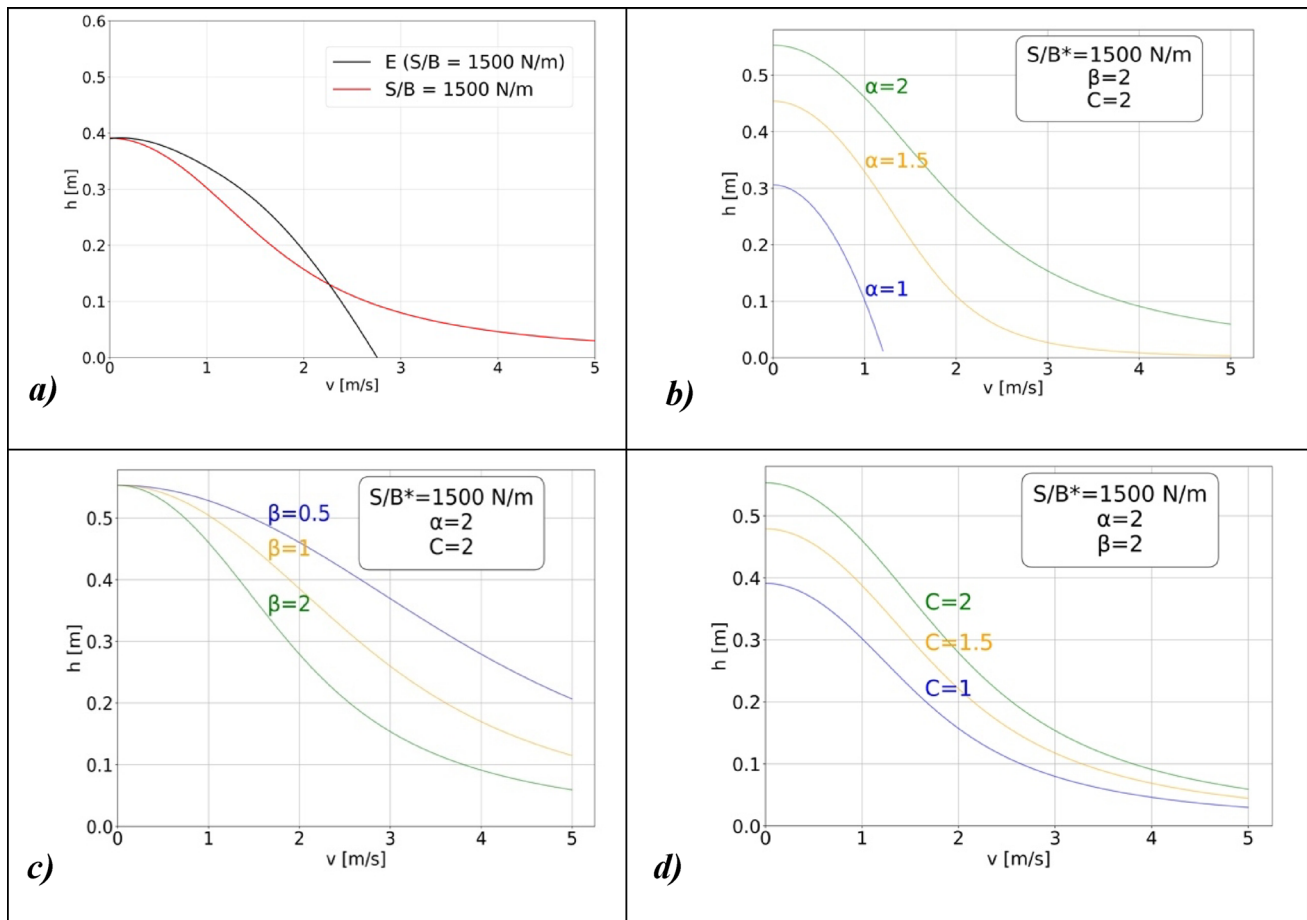 0.6
0.5
0.4
0.3
0.2
0.1
0.0
h [m]
E (S/B = 1500 N/m)
S/B = 1500 N/m
0 1 2 3 4 5
v [m/s]
a)
0.5
0.4
0.3
0.2
0.1
0.0
h [m]
S/B*=1500 N/m
β=2
C=2
α=2
α=1.5
α=1
0 1 2 3 4 5
v [m/s]
b)
0.5
0.4
0.3
0.2
0.1
0.0
h [m]
S/B*=1500 N/m
α=2
C=2
β=0.5
β=1
β=2
0 1 2 3 4 5
v [m/s]
c)
0.5
0.4
0.3
0.2
0.1
0.0
h [m]
S/B*=1500 N/m
α=2
β=2
C=2
C=1.5
C=1
0 1 2 3 4 5
v [m/s]
d)